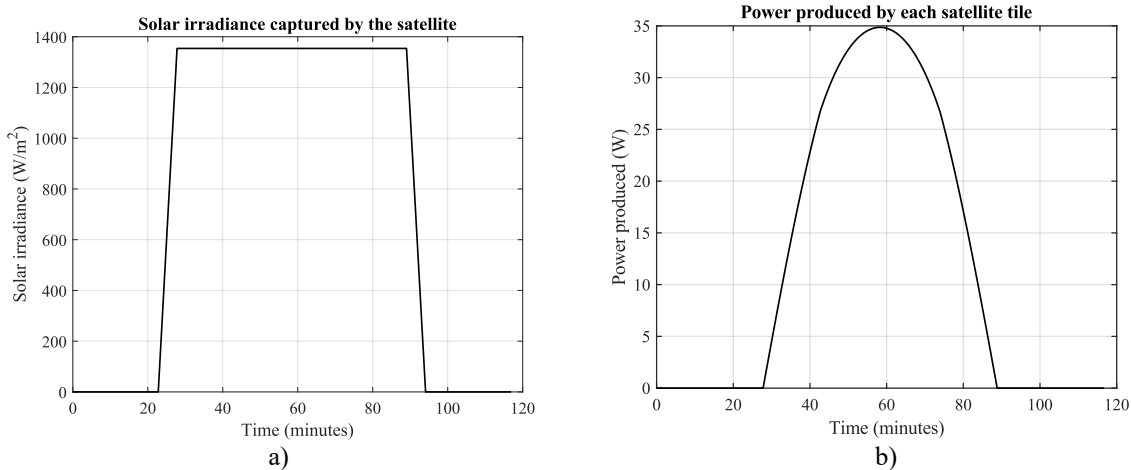 Solar irradiance captured by the satellite
1400
1200
1000
800
600
400
200
0
Solar irradiance (W/m²)
0 20 40 60 80 100 120
Time (minutes)
a)
Power produced by each satellite tile
35
30
25
20
15
10
5
0
Power produced (W)
0 20 40 60 80 100 120
Time (minutes)
b)